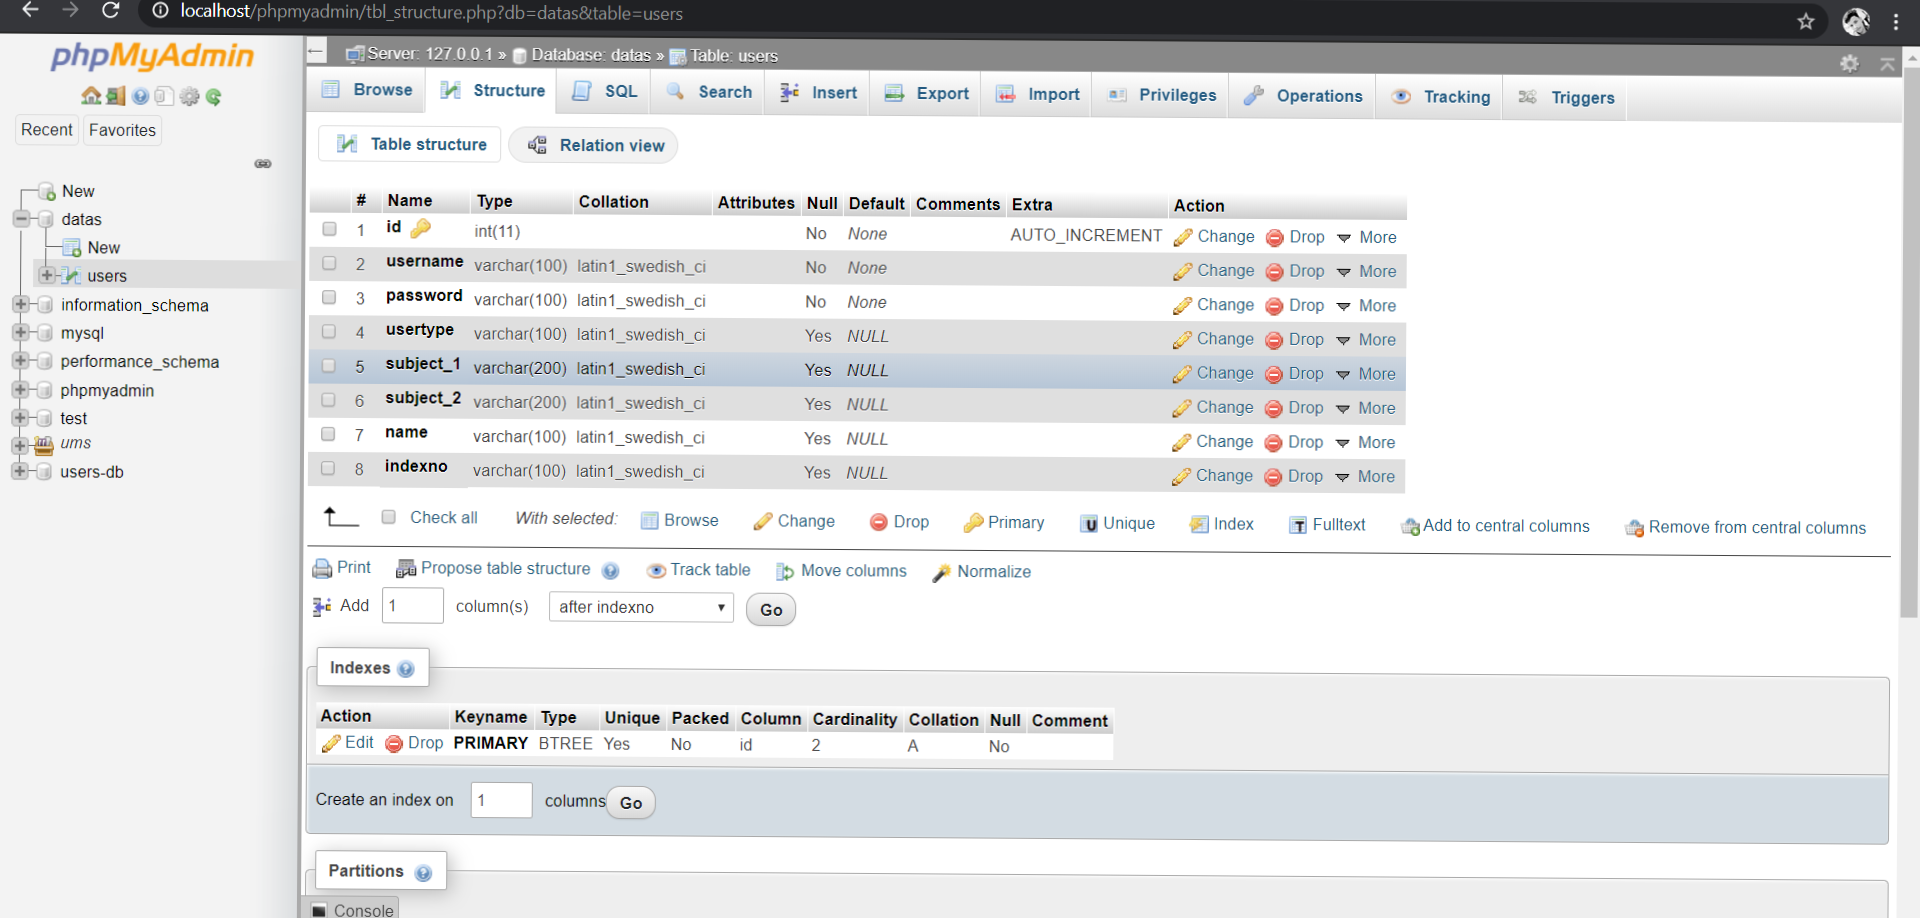 localhost/phpmyadmin/tbl_structure.php?db=datas&table=users
phpMyAdmin
Recent Favorites
New
datas
New
users
information_schema
mysql
performance_schema
phpmyadmin
test
ums
users-db
Server: 127.0.0.1 » Database: datas » Table: users
Browse Structure SQL Search Insert Export Import Privileges Operations Tracking Triggers
Table structure Relation view
# Name Type Collation Attributes Null Default Comments Extra Action
1 id int(11) No None AUTO_INCREMENT Change Drop More
2 username varchar(100) latin1_swedish_ci No None Change Drop More
3 password varchar(100) latin1_swedish_ci No None Change Drop More
4 usertype varchar(100) latin1_swedish_ci Yes NULL Change Drop More
5 subject_1 varchar(200) latin1_swedish_ci Yes NULL Change Drop More
6 subject_2 varchar(200) latin1_swedish_ci Yes NULL Change Drop More
7 name varchar(100) latin1_swedish_ci Yes NULL Change Drop More
8 indexno varchar(100) latin1_swedish_ci Yes NULL Change Drop More
Check all With selected: Browse Change Drop Primary Unique Index Fulltext Add to central columns Remove from central columns
Print Propose table structure Track table Move columns Normalize
Add 1 column(s) after indexno Go
Indexes
Action Keyname Type Unique Packed Column Cardinality Collation Null Comment
Edit Drop PRIMARY BTREE Yes No id 2 A No
Create an index on 1 columns Go
Partitions
Console